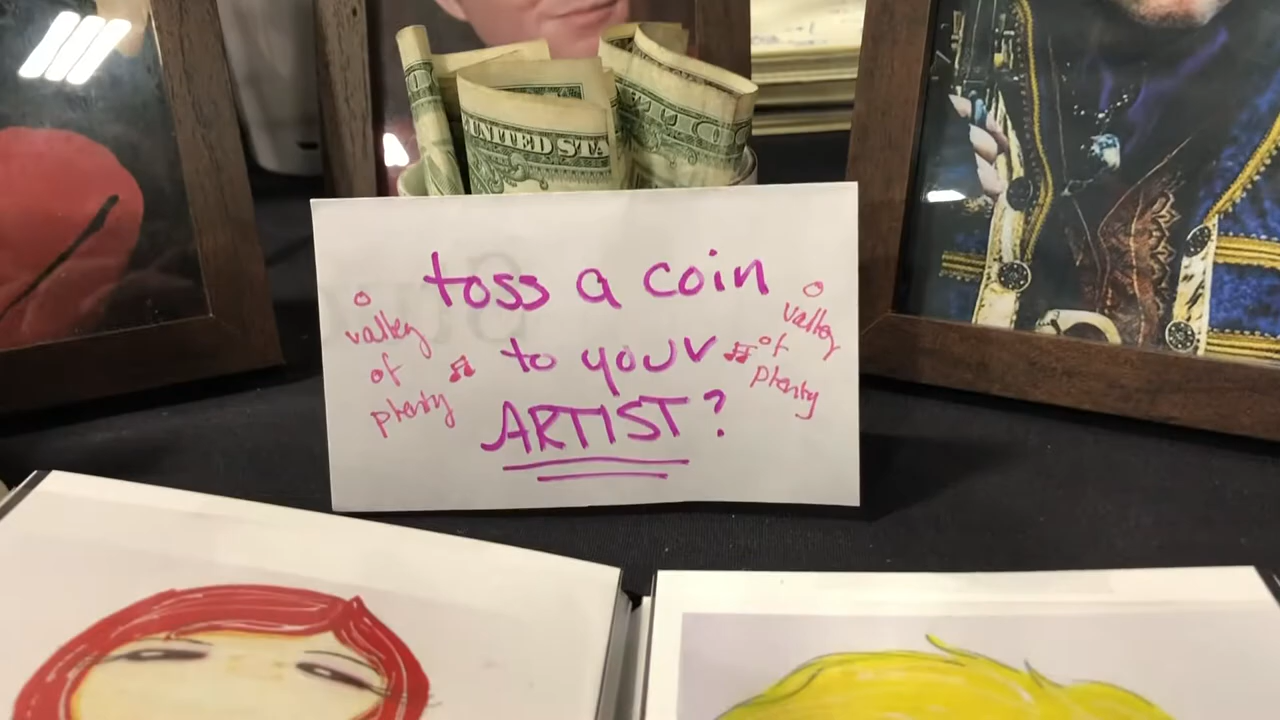 UNITED STA
toss a coin
to your
ARTIST?
o
valley
of
plenty
o
valley
of
plenty